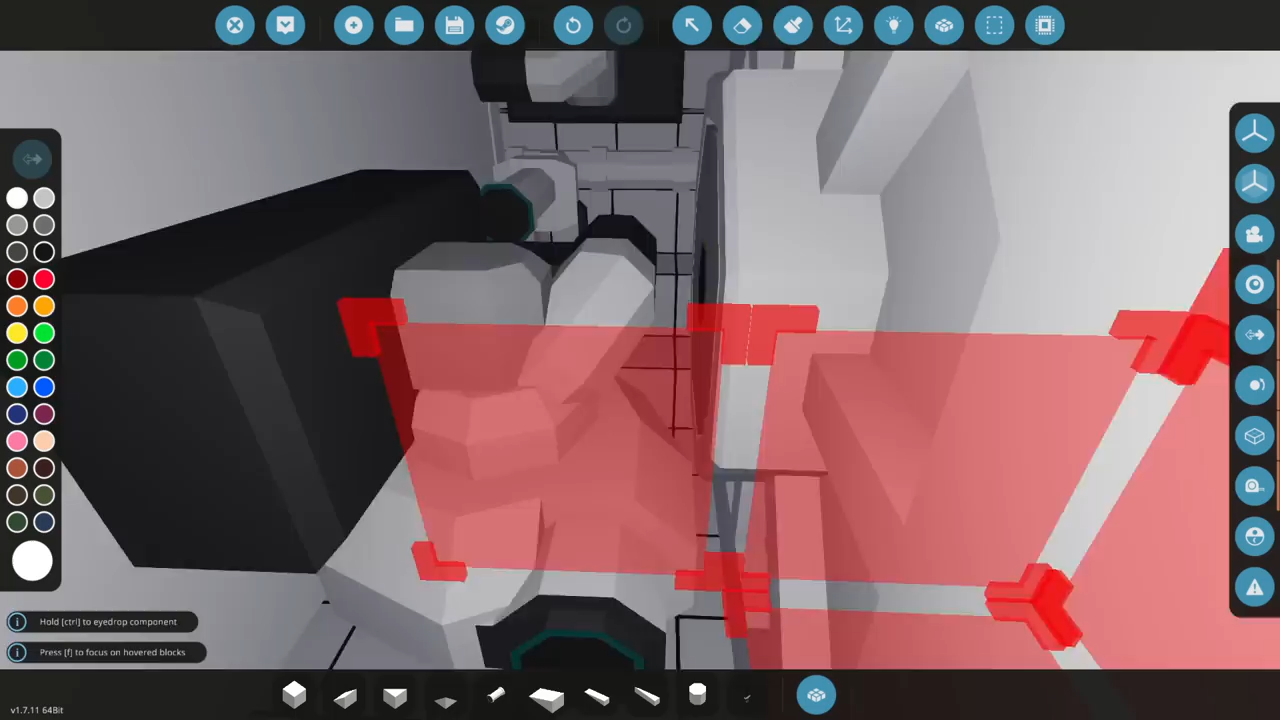 Hold [ctrl] to eyedrop component
Press [f] to focus on hovered blocks
v1.7.11 64Bit